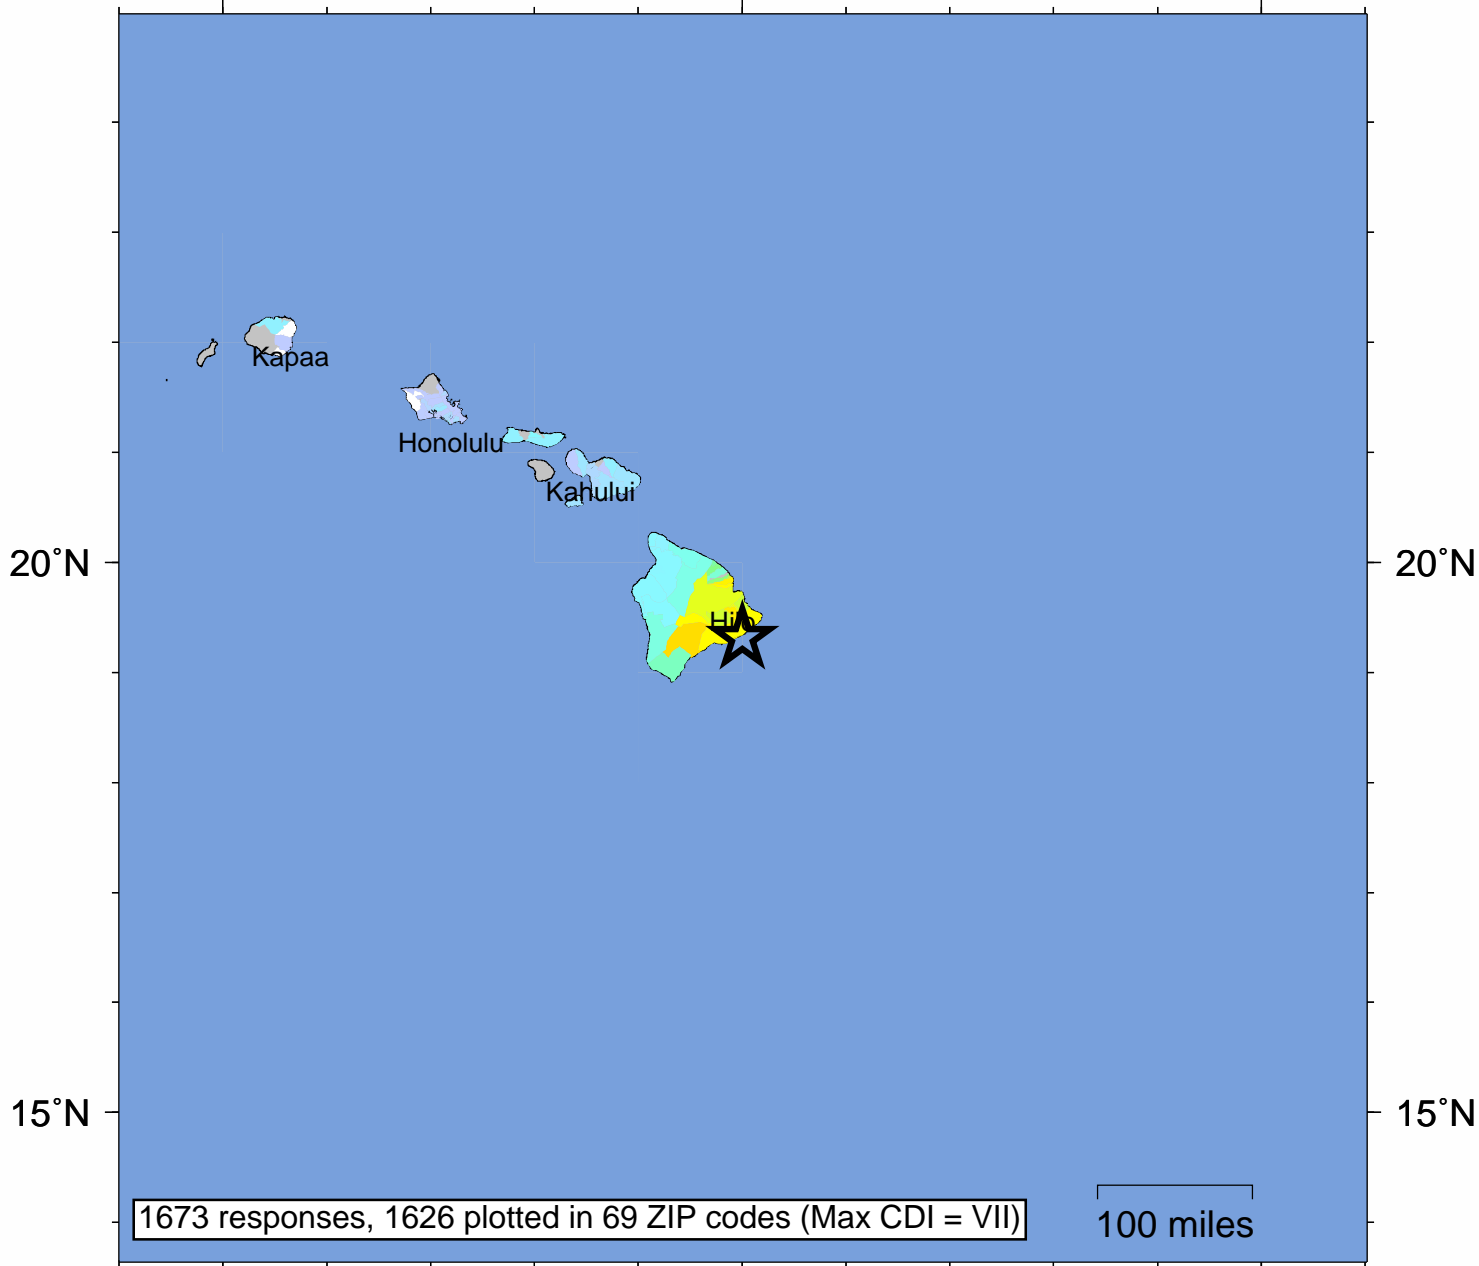 Kapaa
Honolulu
Kahului
20˚N
20˚N
Hilo
15˚N
15˚N
1673 responses, 1626 plotted in 69 ZIP codes (Max CDI = VII)
100 miles